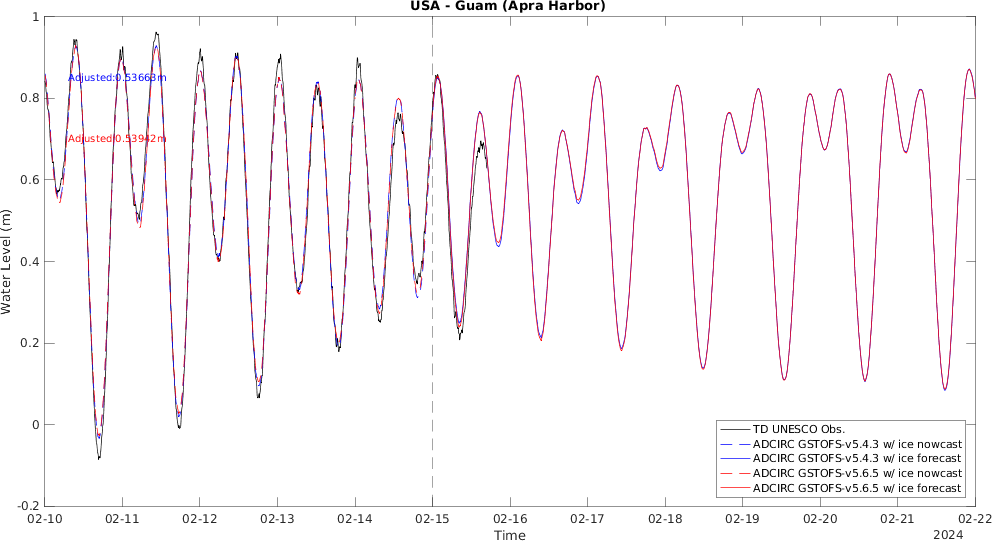 USA - Guam (Apra Harbor)
Water Level (m)
1
0.8
0.6
0.4
0.2
0
-0.2
Adjusted:0.53663m
Adjusted:0.53942m
TD UNESCO Obs.
ADCIRC GSTOFS-v5.4.3 w/ ice nowcast
ADCIRC GSTOFS-v5.4.3 w/ ice forecast
ADCIRC GSTOFS-v5.6.5 w/ ice nowcast
ADCIRC GSTOFS-v5.6.5 w/ ice forecast
02-10 02-11 02-12 02-13 02-14 02-15 02-16 02-17 02-18 02-19 02-20 02-21 02-22
Time
2024